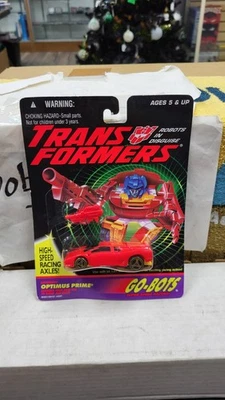 WARNING:
CHOKING HAZARD-Small parts
Not for children under 3 years.
AGES 5 & UP
TRANS
FORMERS
ROBOTS
IN
DISGUISE
HIGH-
SPEED
RACING
AXLES!
OPTIMUS PRIME
GO-BOTS